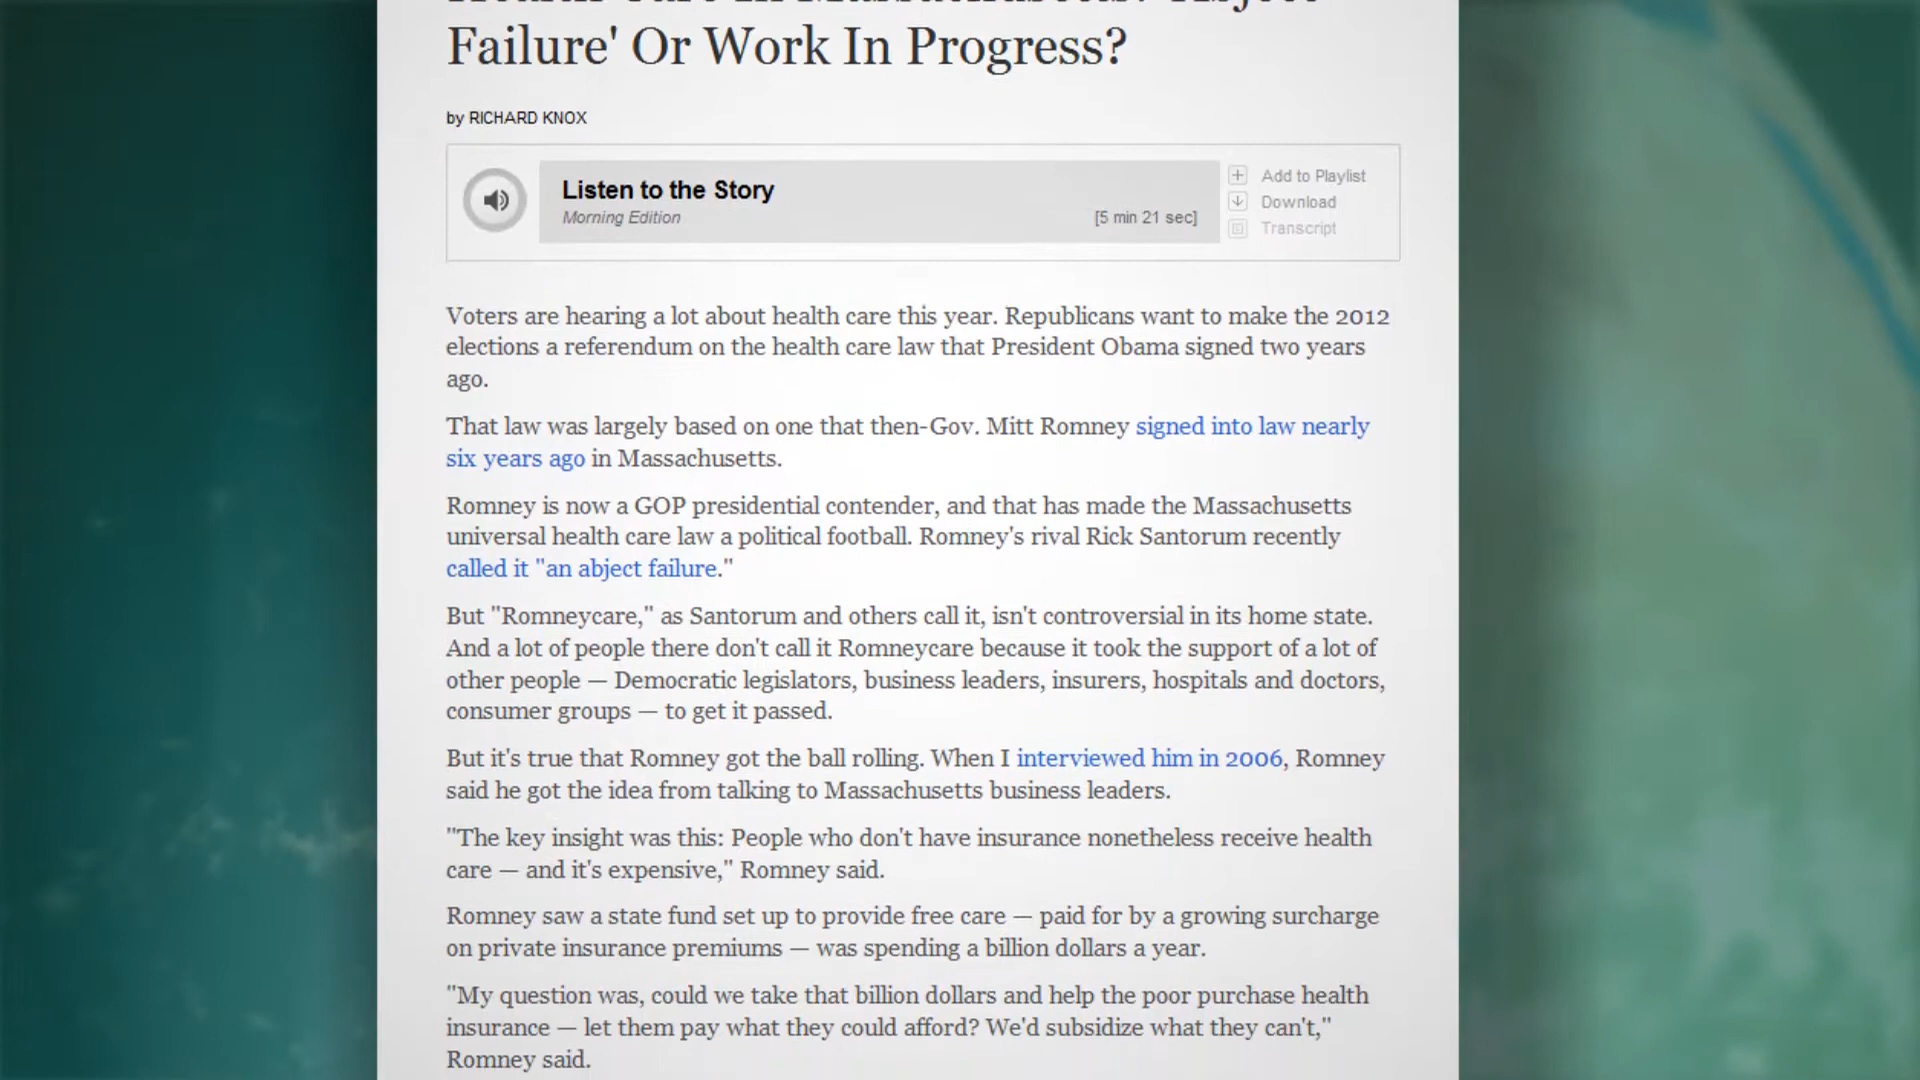 Failure' Or Work In Progress?
by RICHARD KNOX
Listen to the Story
Morning Edition
[5 min 21 sec]
Add to Playlist
Download
Transcript
Voters are hearing a lot about health care this year. Republicans want to make the 2012
elections a referendum on the health care law that President Obama signed two years
ago.
That law was largely based on one that then-Gov. Mitt Romney signed into law nearly
six years ago in Massachusetts.
Romney is now a GOP presidential contender, and that has made the Massachusetts
universal health care law a political football. Romney's rival Rick Santorum recently
called it "an abject failure."
But "Romneycare," as Santorum and others call it, isn't controversial in its home state.
And a lot of people there don't call it Romneycare because it took the support of a lot of
other people — Democratic legislators, business leaders, insurers, hospitals and doctors,
consumer groups — to get it passed.
But it's true that Romney got the ball rolling. When I interviewed him in 2006, Romney
said he got the idea from talking to Massachusetts business leaders.
"The key insight was this: People who don't have insurance nonetheless receive health
care — and it's expensive," Romney said.
Romney saw a state fund set up to provide free care — paid for by a growing surcharge
on private insurance premiums — was spending a billion dollars a year.
"My question was, could we take that billion dollars and help the poor purchase health
insurance — let them pay what they could afford? We'd subsidize what they can't,"
Romney said.